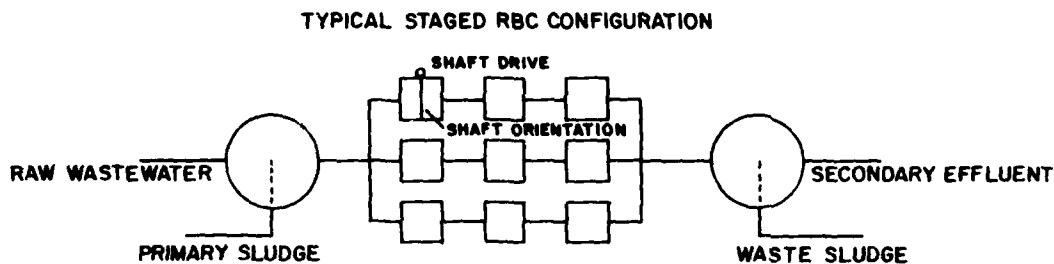 TYPICAL STAGED RBC CONFIGURATION
SHAFT DRIVE
SHAFT ORIENTATION
RAW WASTEWATER
SECONDARY EFFLUENT
PRIMARY SLUDGE
WASTE SLUDGE